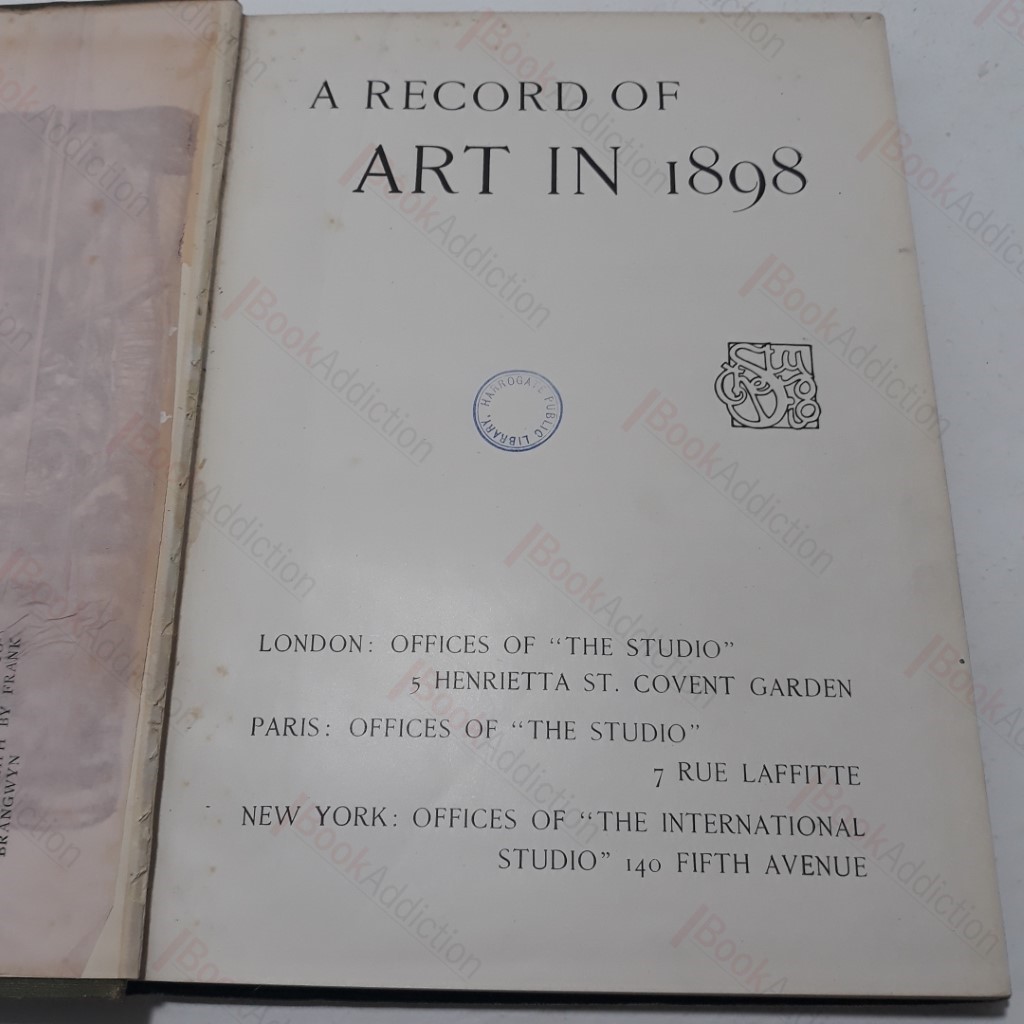 A RECORD OF
ART IN 1898
HARROGATE PUBLIC LIBRARY.
LONDON: OFFICES OF “THE STUDIO”
5 HENRIETTA ST. COVENT GARDEN
PARIS: OFFICES OF “THE STUDIO”
7 RUE LAFFITTE
NEW YORK: OFFICES OF “THE INTERNATIONAL
STUDIO” 140 FIFTH AVENUE
BY FRANK
BRANGWYN
BookAddiction